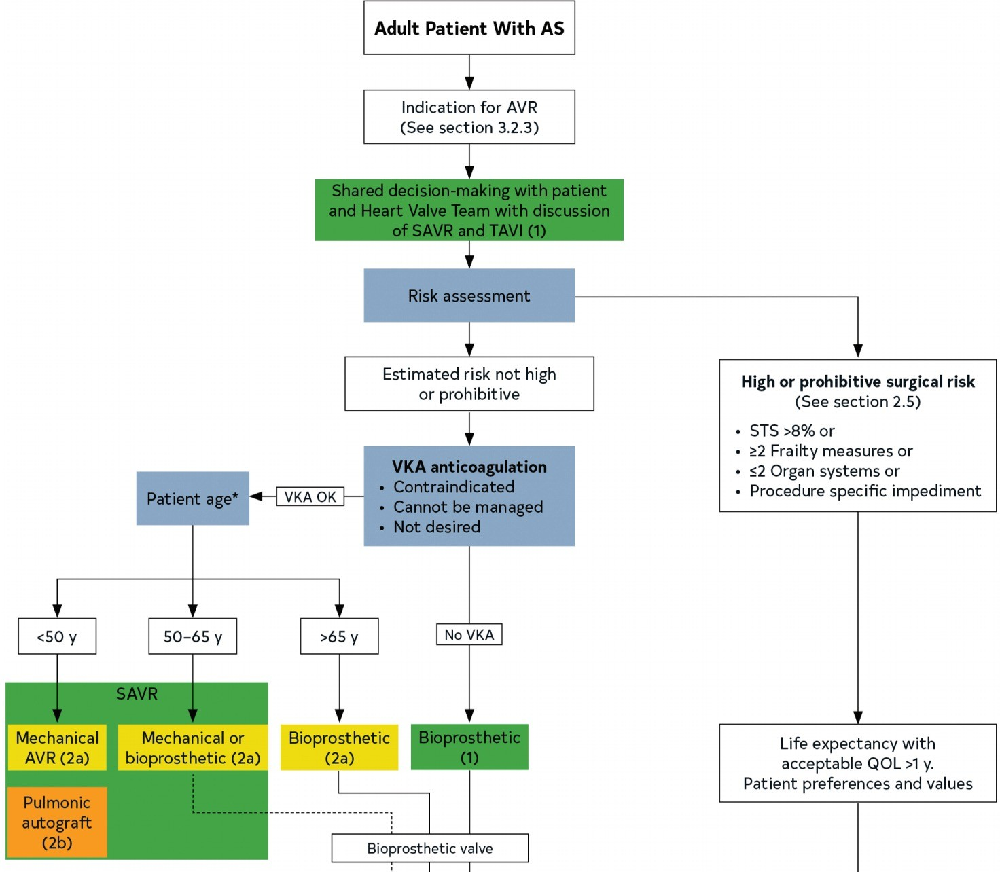 Adult Patient With AS
Indication for AVR
(See section 3.2.3)
Shared decision-making with patient
and Heart Valve Team with discussion
of SAVR and TAVI (1)
Risk assessment
Estimated risk not high
or prohibitive
High or prohibitive surgical risk
(See section 2.5)
• STS >8% or
• ≥2 Frailty measures or
• ≤2 Organ systems or
• Procedure specific impediment
VKA anticoagulation
• Contraindicated
• Cannot be managed
• Not desired
VKA OK
Patient age*
<50 y
50–65 y
>65 y
No VKA
SAVR
Mechanical
AVR (2a)
Mechanical or
bioprosthetic (2a)
Bioprosthetic
(2a)
Bioprosthetic
(1)
Life expectancy with
acceptable QOL >1 y.
Patient preferences and values
Pulmonic
autograft
(2b)
Bioprosthetic valve